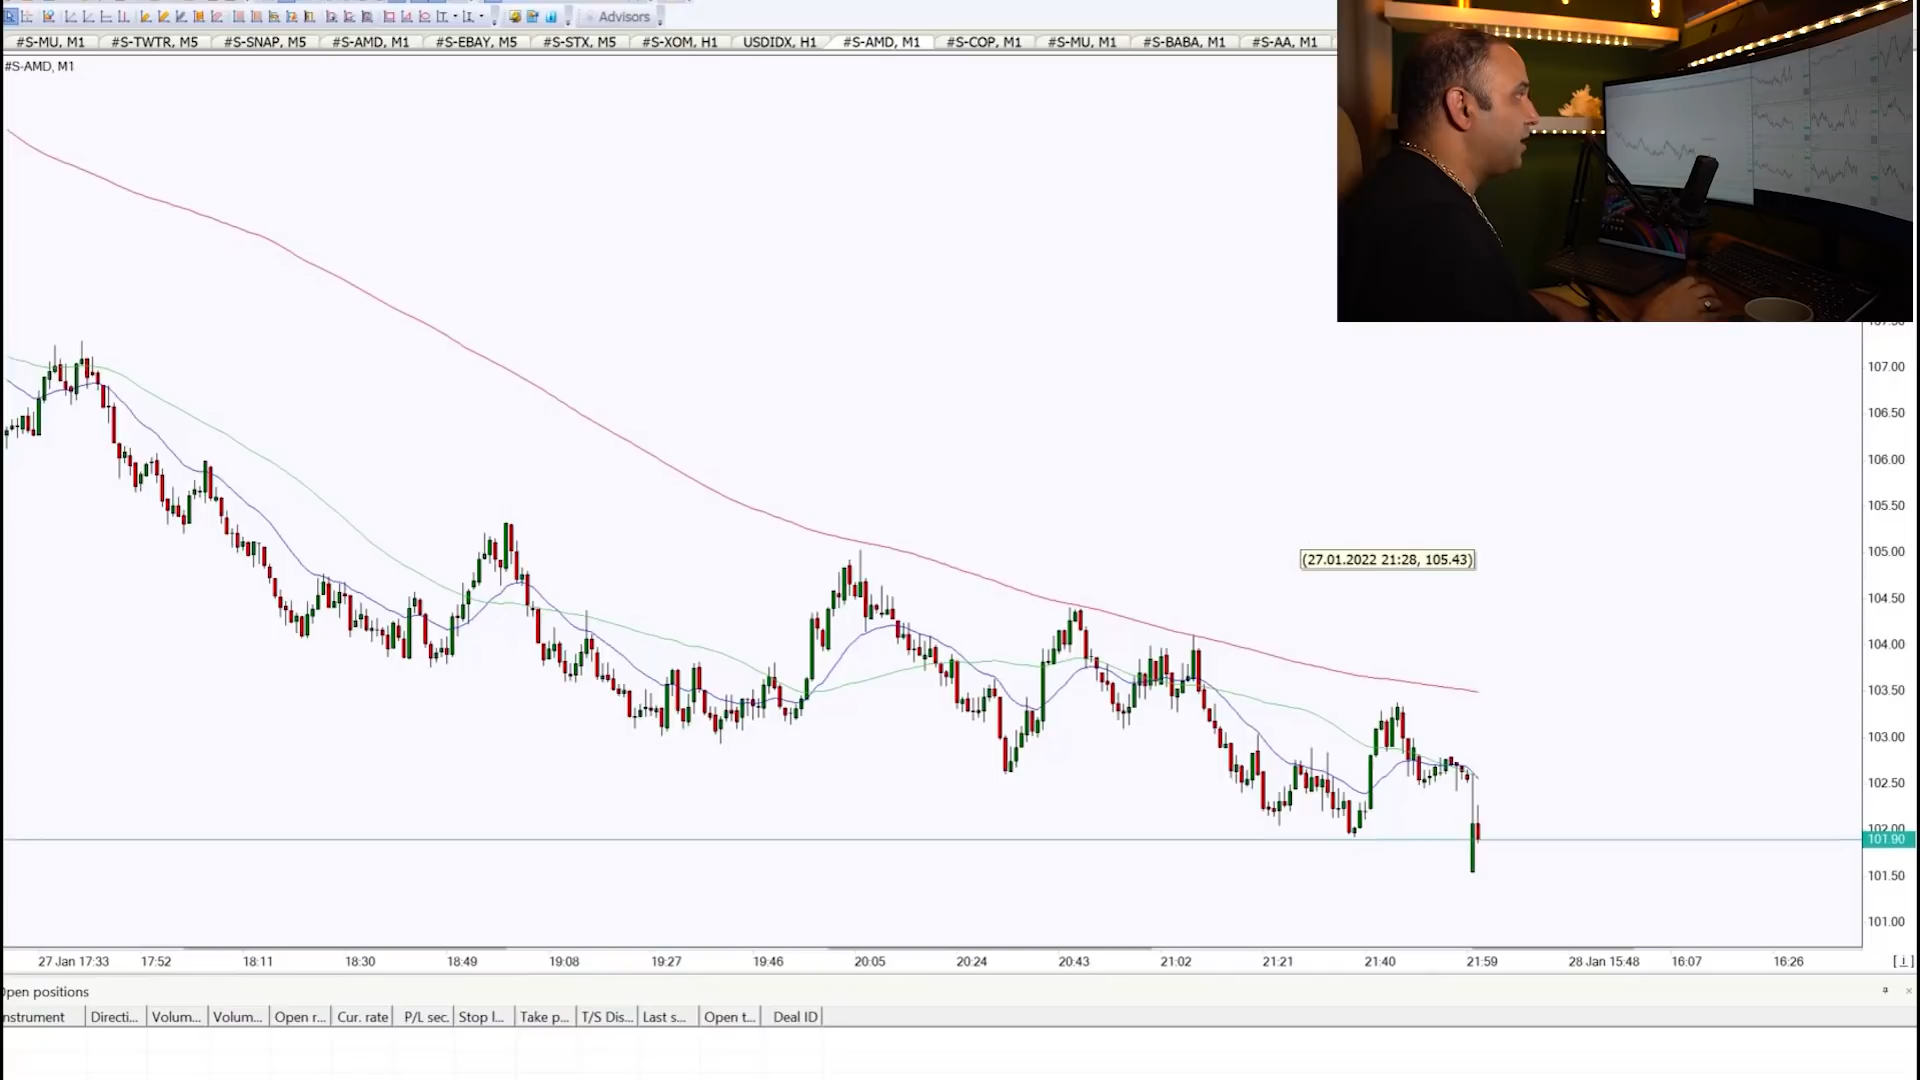 Advisors
#S-MU, M1 #S-TWTR, M5 #S-SNAP, M5 #S-AMD, M1 #S-EBAY, M5 #S-STX, M5 #S-XOM, H1 USDIDX, H1 #S-AMD, M1 #S-COP, M1 #S-MU, M1 #S-BABA, M1 #S-AA, M1
#S-AMD, M1
107.00
106.50
106.00
105.50
(27.01.2022 21:28, 105.43)
105.00
104.50
104.00
103.50
103.00
102.50
102.00
101.90
101.50
101.00
27 Jan 17:33 17:52 18:11 18:30 18:49 19:08 19:27 19:46 20:05 20:24 20:43 21:02 21:21 21:40 21:59 28 Jan 15:48 16:07 16:26
Open positions
nstrument Directi... Volum... Volum... Open r... Cur. rate P/L sec. Stop l... Take p... T/S Dis... Last s... Open t... Deal ID